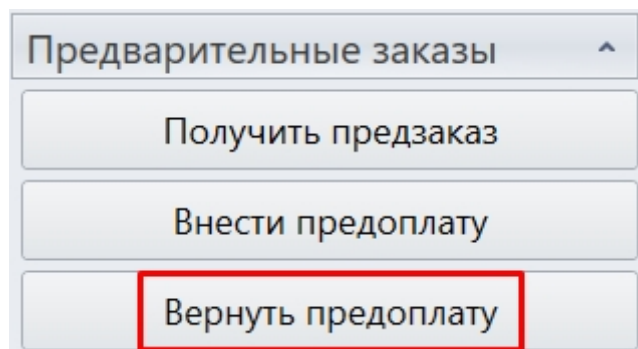 Предварительные заказы
Получить предзаказ
Внести предоплату
Вернуть предоплату